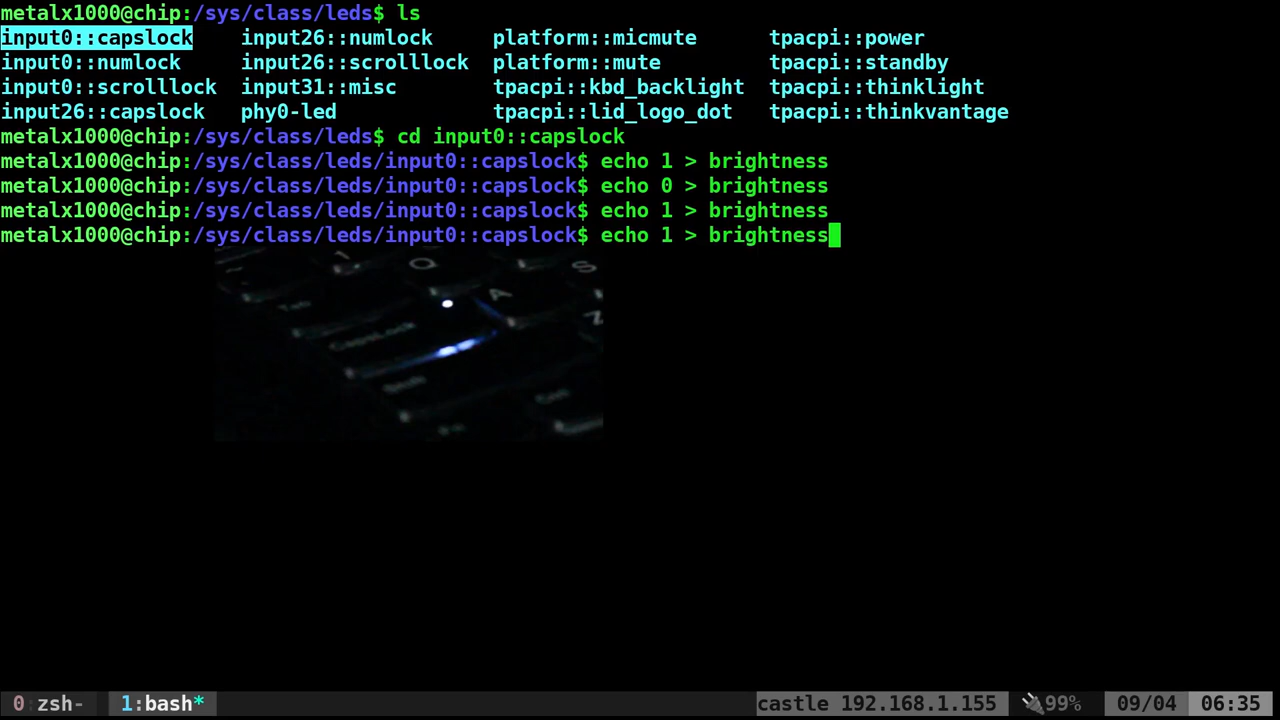 metalx1000@chip:/sys/class/leds$ ls
input0::capslock    input26::numlock     platform::micmute      tpacpi::power
input0::numlock     input26::scrolllock  platform::mute         tpacpi::standby
input0::scrolllock  input31::misc        tpacpi::kbd_backlight  tpacpi::thinklight
input26::capslock   phy0-led             tpacpi::lid_logo_dot   tpacpi::thinkvantage
metalx1000@chip:/sys/class/leds$ cd input0::capslock
metalx1000@chip:/sys/class/leds/input0::capslock$ echo 1 > brightness
metalx1000@chip:/sys/class/leds/input0::capslock$ echo 0 > brightness
metalx1000@chip:/sys/class/leds/input0::capslock$ echo 1 > brightness
metalx1000@chip:/sys/class/leds/input0::capslock$ echo 1 > brightness
~ 1 Q S
Tab A
CapsLock Z
Shift
0 zsh- 1:bash* castle 192.168.1.155 99% 09/04 06:35